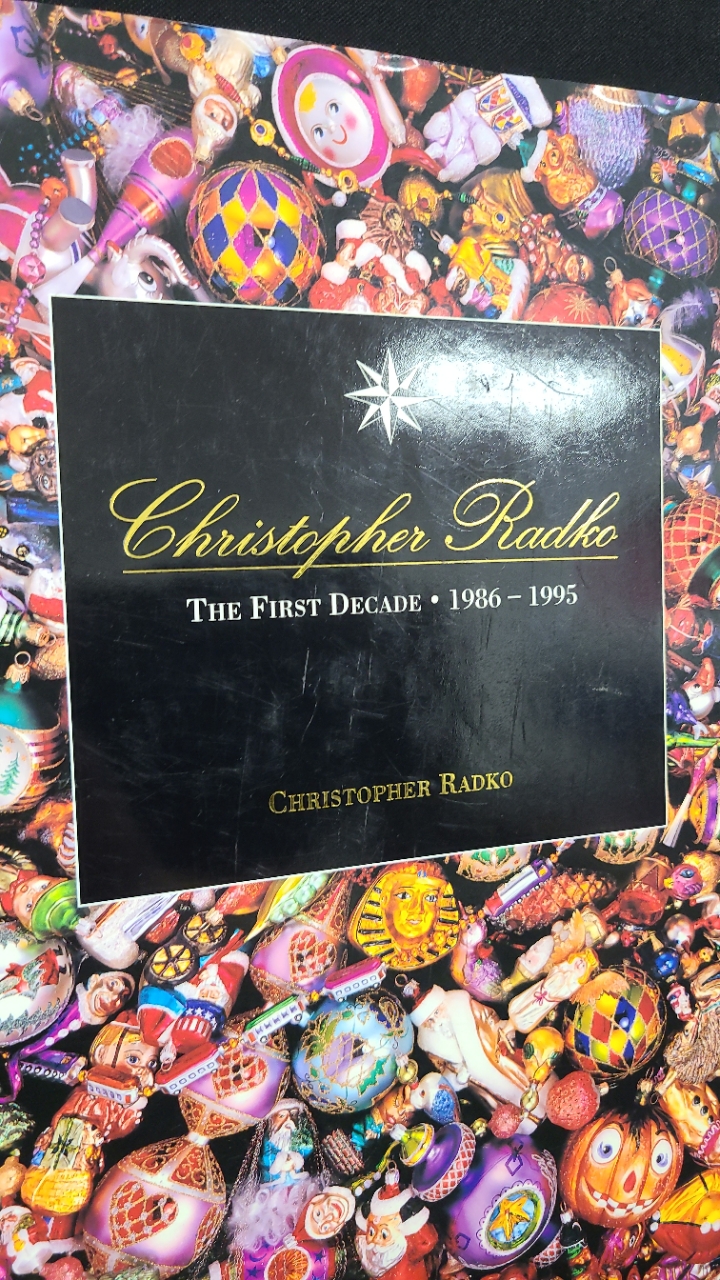 Christopher Radko
THE FIRST DECADE • 1986 – 1995
CHRISTOPHER RADKO